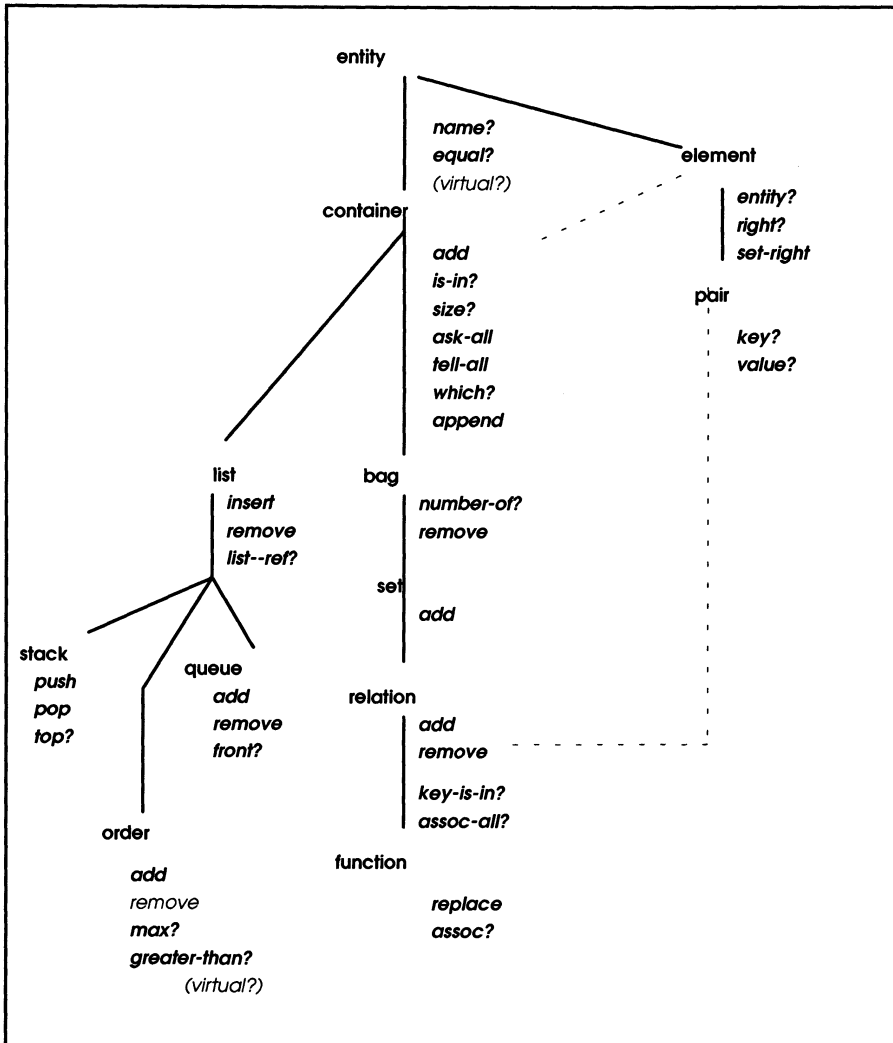 entity
name?
equal?
(virtual?)
element
entity?
right?
set-right
container
add
is-in?
size?
ask-all
tell-all
which?
append
pair
key?
value?
list
insert
remove
list--ref?
bag
number-of?
remove
set
add
stack
push
pop
top?
queue
add
remove
front?
relation
add
remove
key-is-in?
assoc-all?
order
add
remove
max?
greater-than?
(virtual?)
function
replace
assoc?